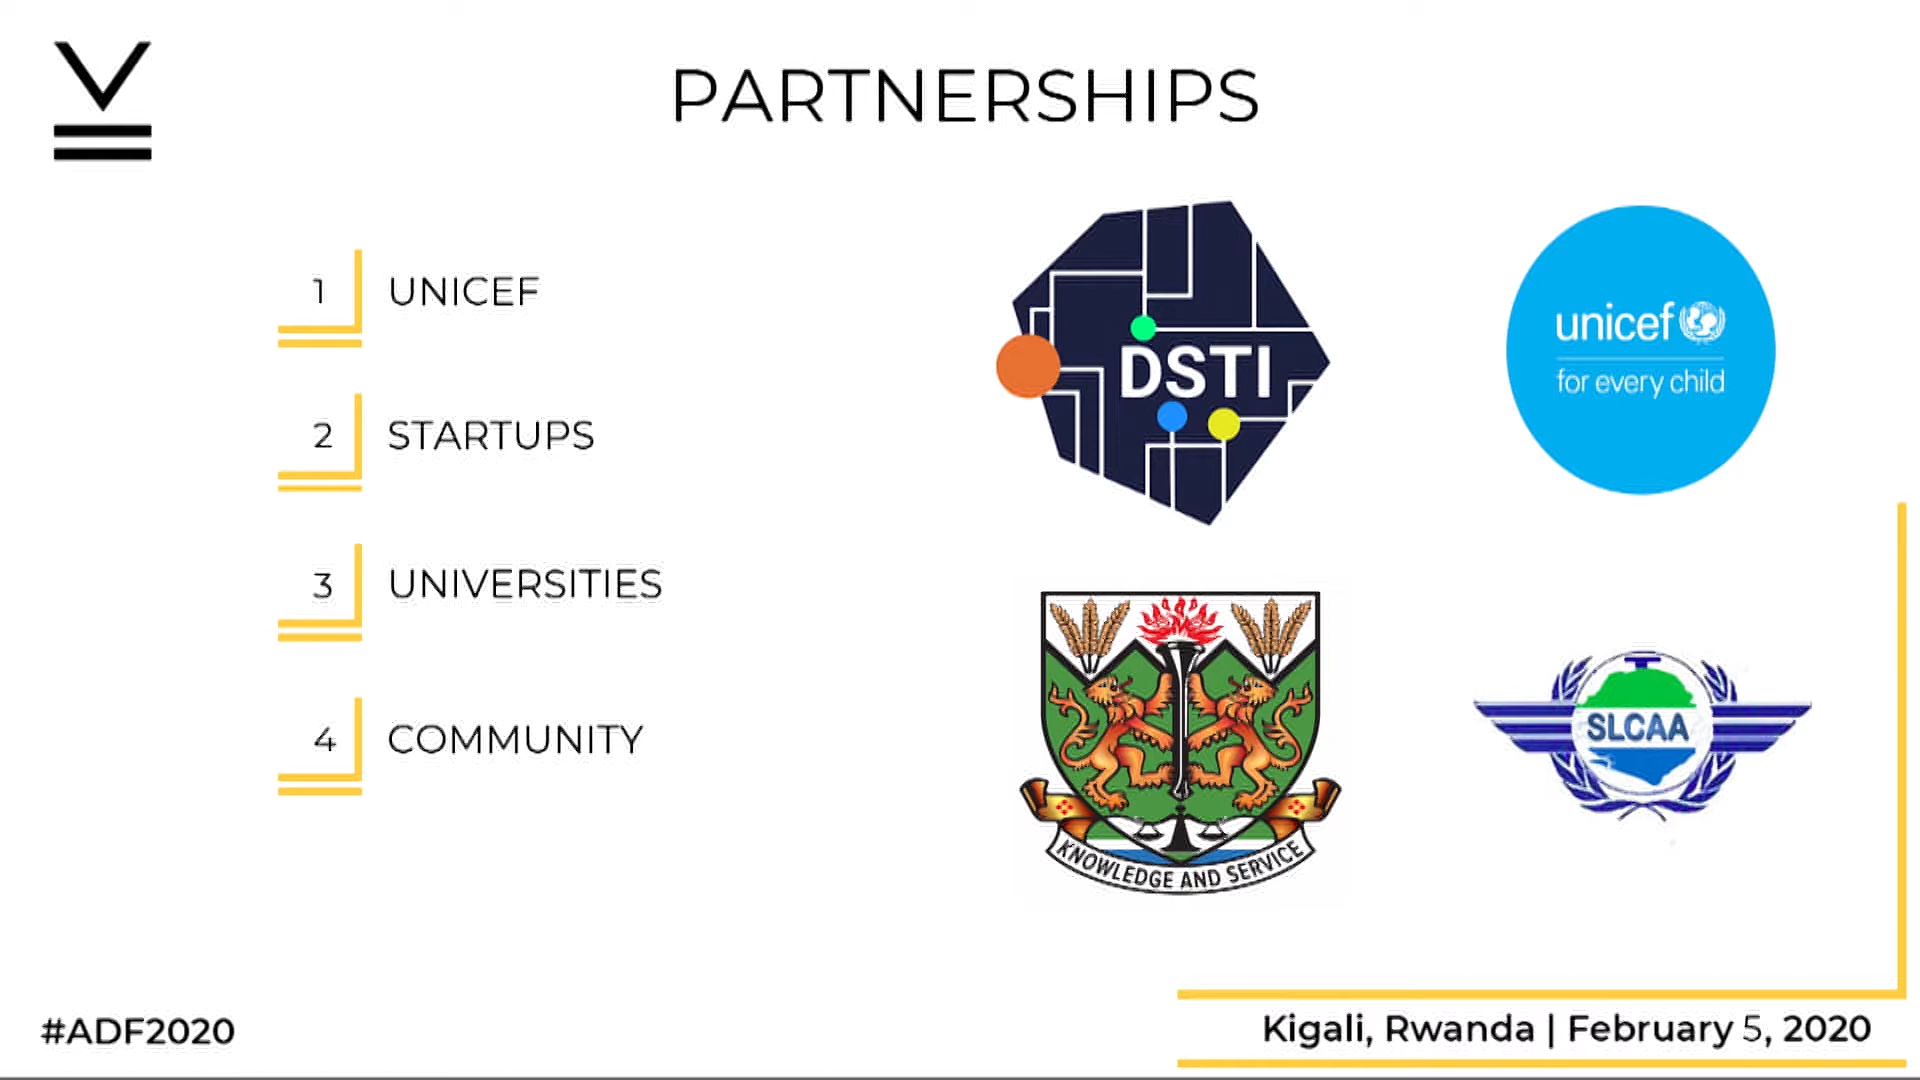 PARTNERSHIPS
1 UNICEF
2 STARTUPS
3 UNIVERSITIES
4 COMMUNITY
DSTI
unicef
for every child
KNOWLEDGE AND SERVICE
SLCAA
#ADF2020
Kigali, Rwanda | February 5, 2020